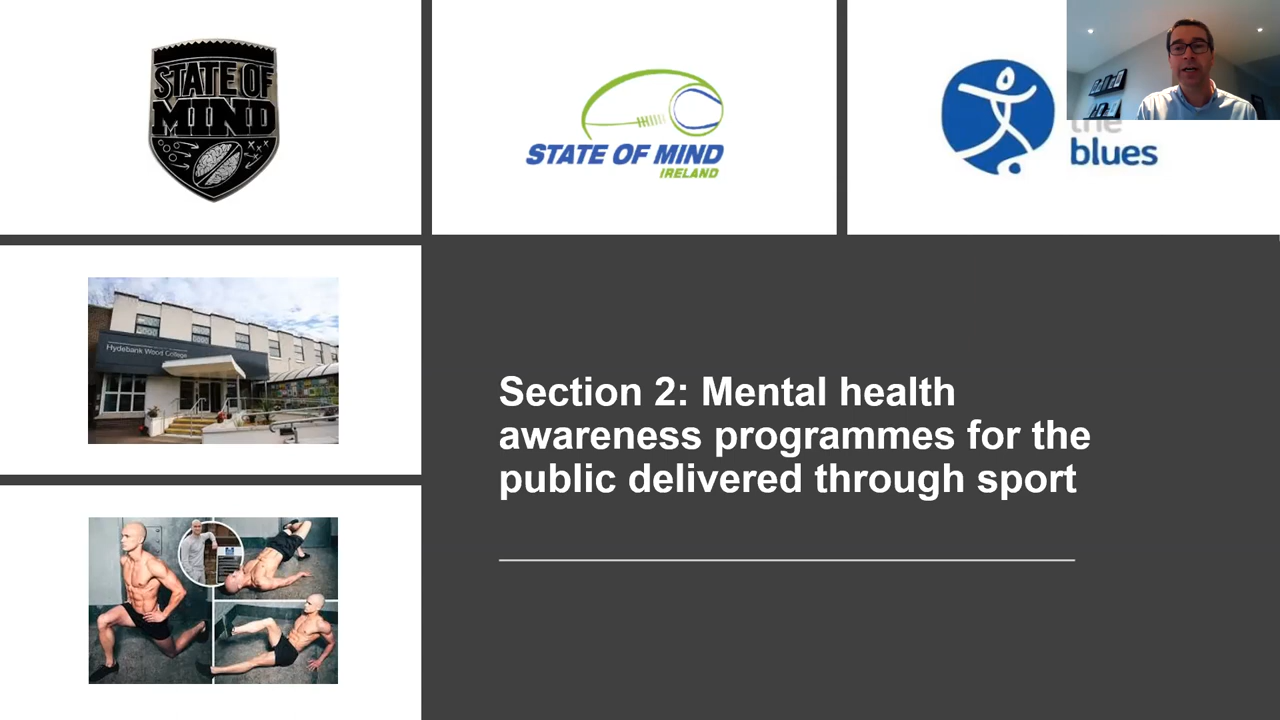 STATE OF
MIND
STATE OF MIND
IRELAND
the
blues
Hydebank Wood College
Section 2: Mental health
awareness programmes for the
public delivered through sport